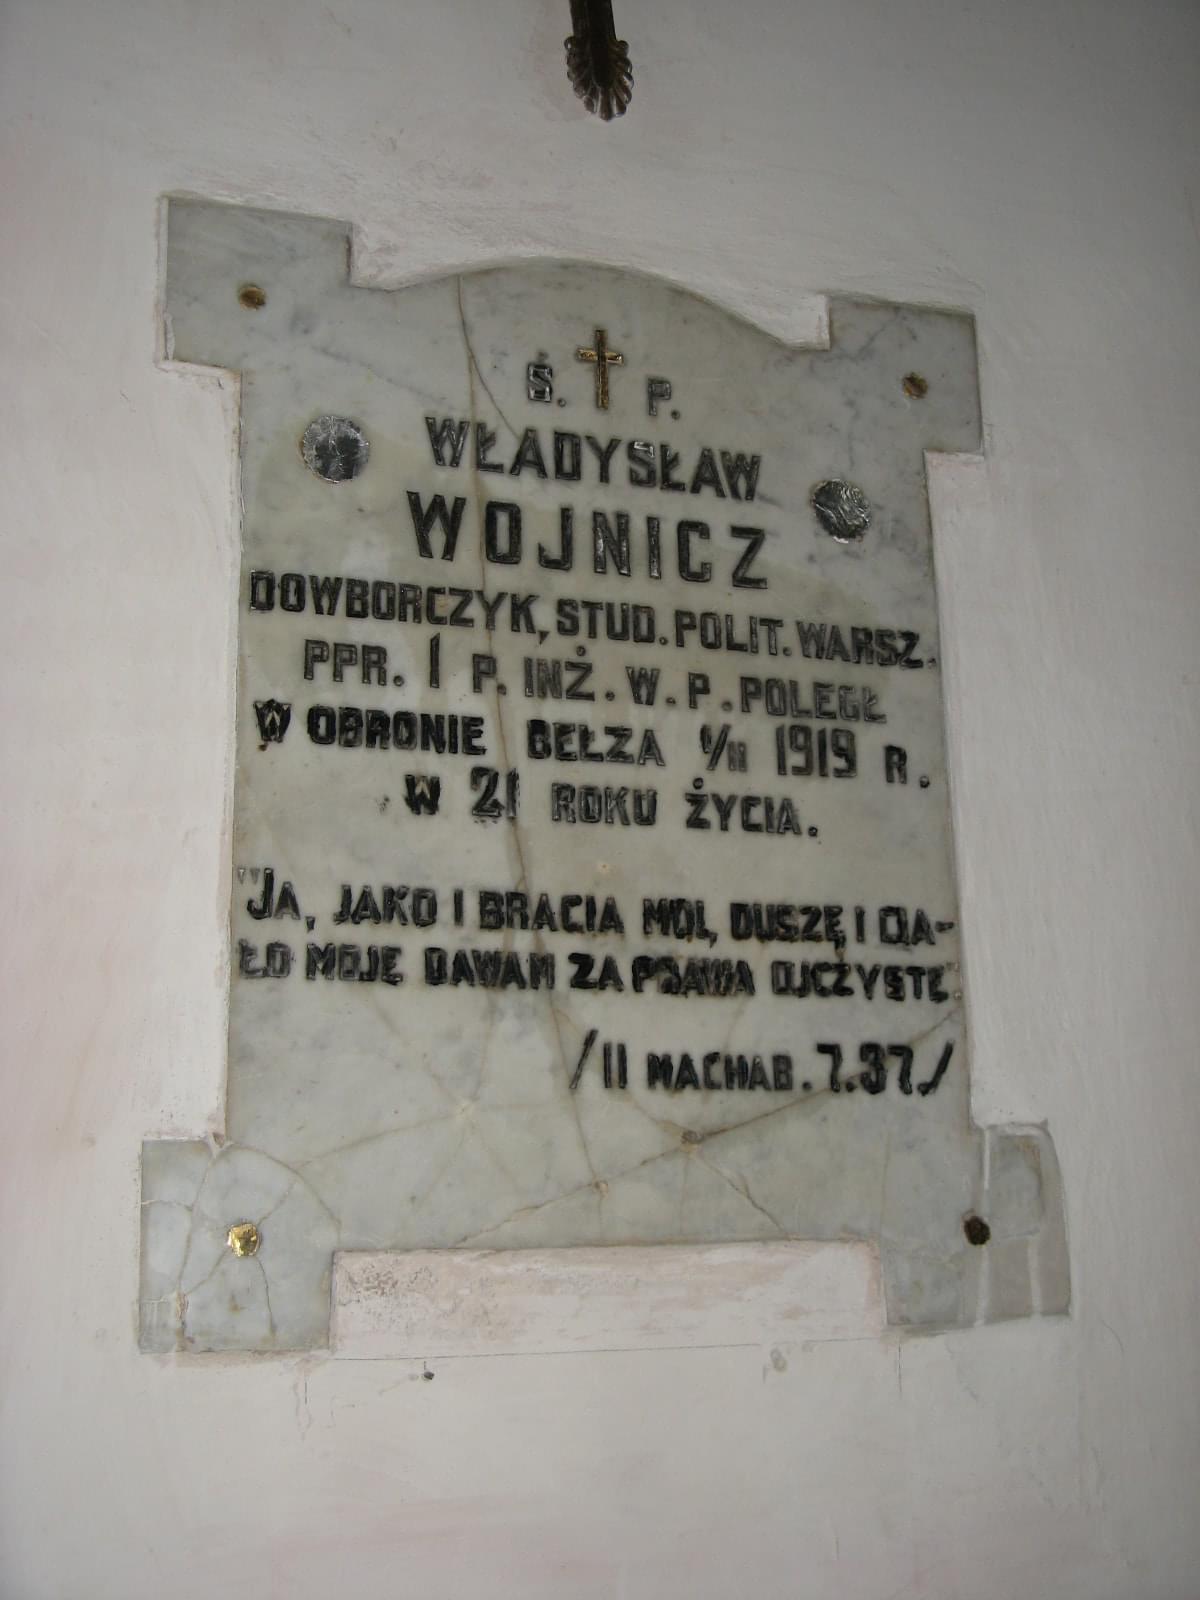 Ś. P.
WŁADYSŁAW
WOJNICZ
DOWBORCZYK, STUD. POLIT. WARSZ.
PPR. 1 P. INŻ. W. P. POLEGŁ
W OBRONIE BEŁZA /II 1919 R.
W 21 ROKU ŻYCIA.
"JA, JAKO I BRACIA MOI, DUSZĘ I CIA-
ŁO MOJE DAWAM ZA PRAWA OJCZYSTE".
/II MACHAB. 7.37/